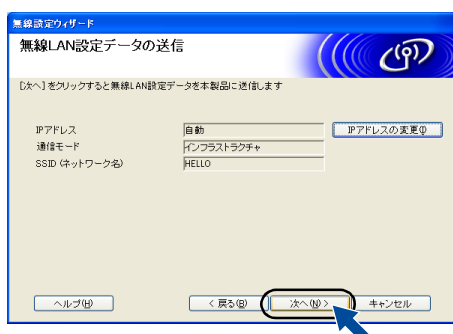 無線設定ウィザード
無線LAN設定データの送信
[次へ]をクリックすると無線LAN設定データを本製品に送信します
IPアドレス 自動 IPアドレスの変更(I)
通信モード インフラストラクチャ
SSID (ネットワーク名) HELLO
ヘルプ(H) < 戻る(B) 次へ(N) > キャンセル